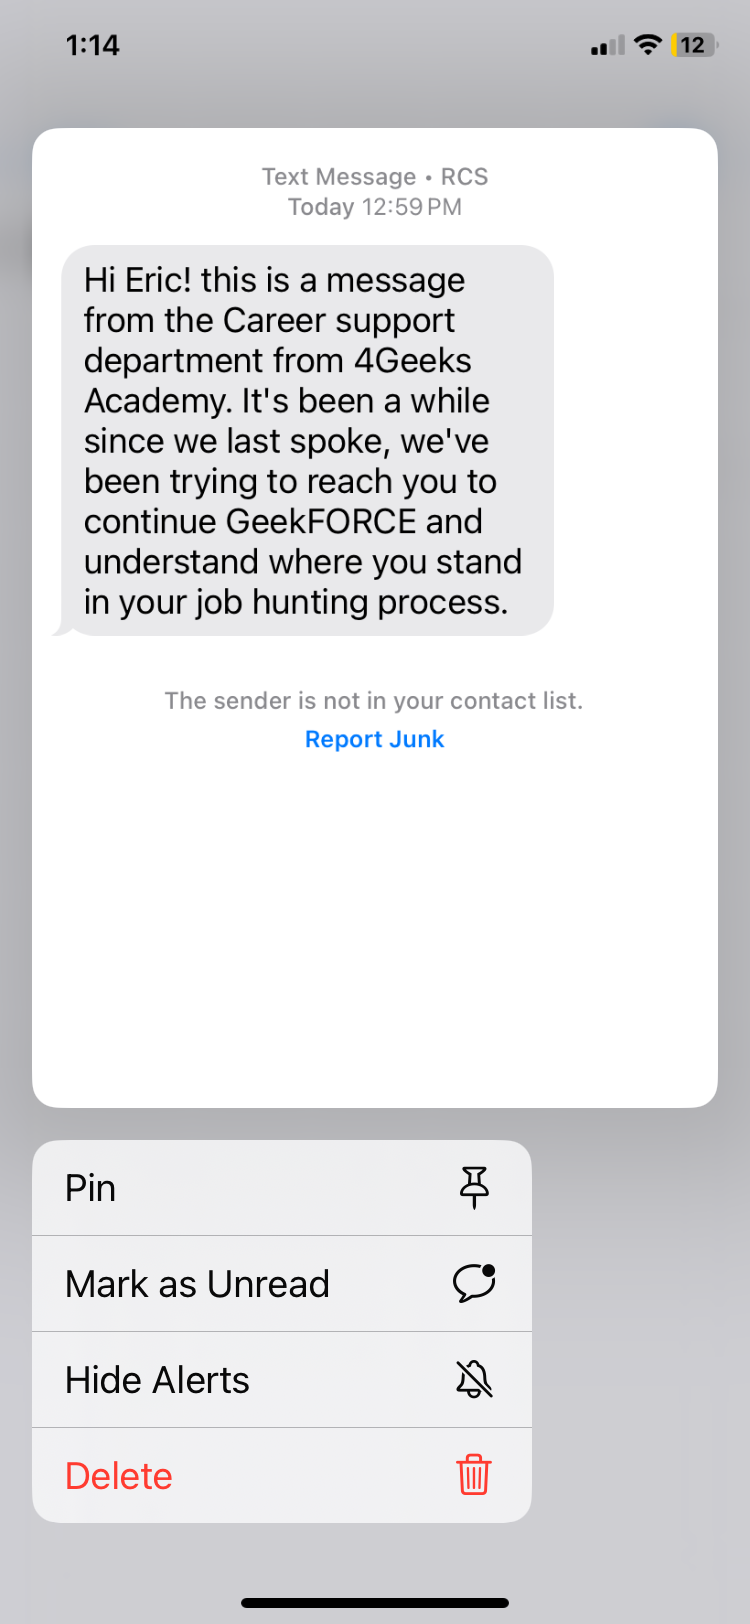 1:14
12
Text Message • RCS
Today 12:59 PM
Hi Eric! this is a message
from the Career support
department from 4Geeks
Academy. It's been a while
since we last spoke, we've
been trying to reach you to
continue GeekFORCE and
understand where you stand
in your job hunting process.
The sender is not in your contact list.
Report Junk
Pin
Mark as Unread
Hide Alerts
Delete